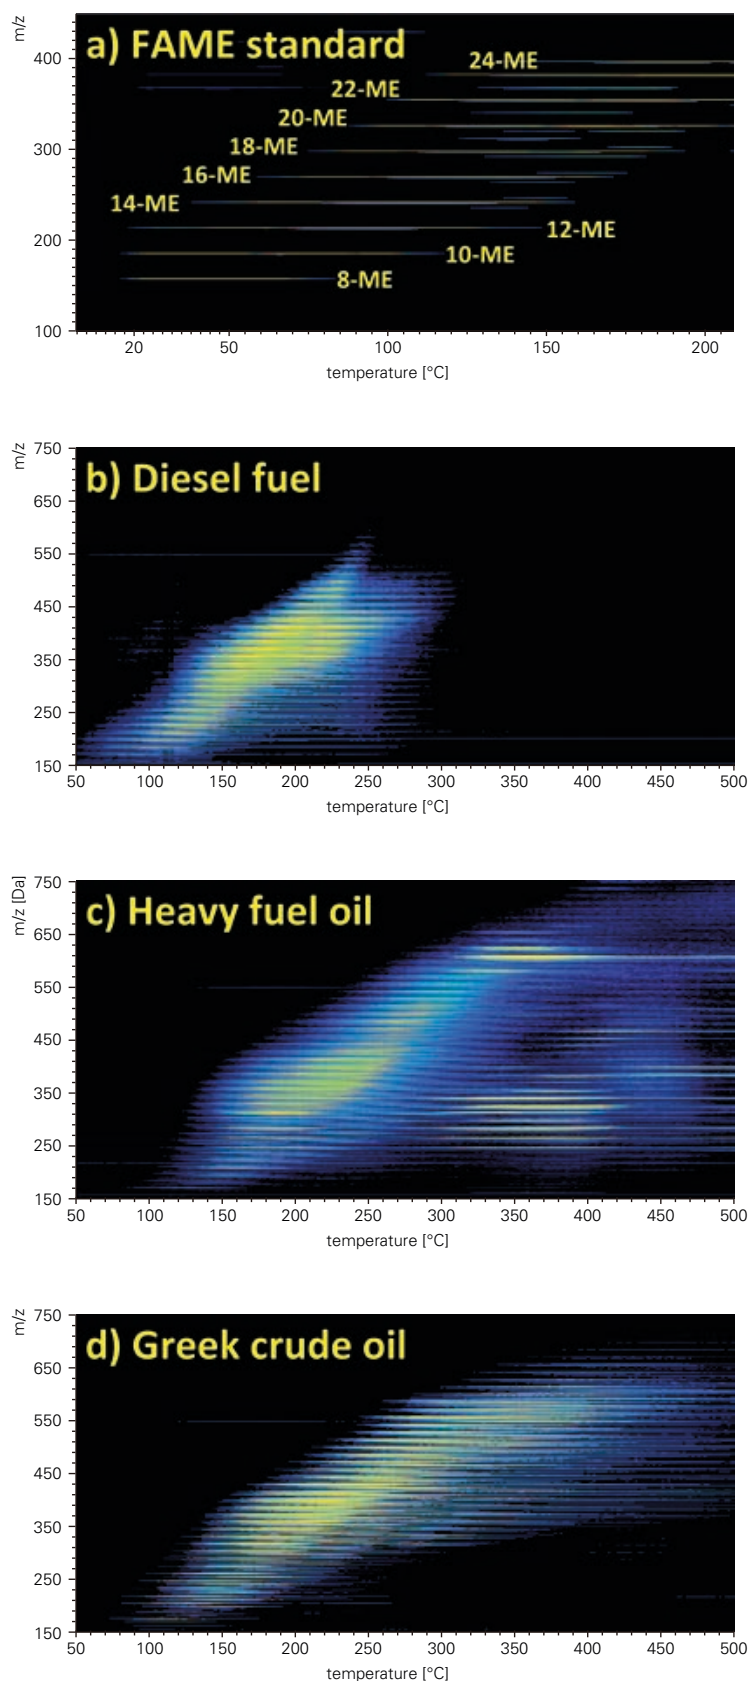 m/z
a) FAME standard
400
24-ME
22-ME
20-ME
300
18-ME
16-ME
14-ME
12-ME
200
10-ME
8-ME
100
20 50 100 150 200
temperature [°C]
m/z
750
b) Diesel fuel
650
550
450
350
250
150
50 100 150 200 250 300 350 400 450 500
temperature [°C]
m/z [Da]
750
c) Heavy fuel oil
650
550
450
350
250
150
50 100 150 200 250 300 350 400 450 500
temperature [°C]
m/z
750
d) Greek crude oil
650
550
450
350
250
150
50 100 150 200 250 300 350 400 450 500
temperature [°C]